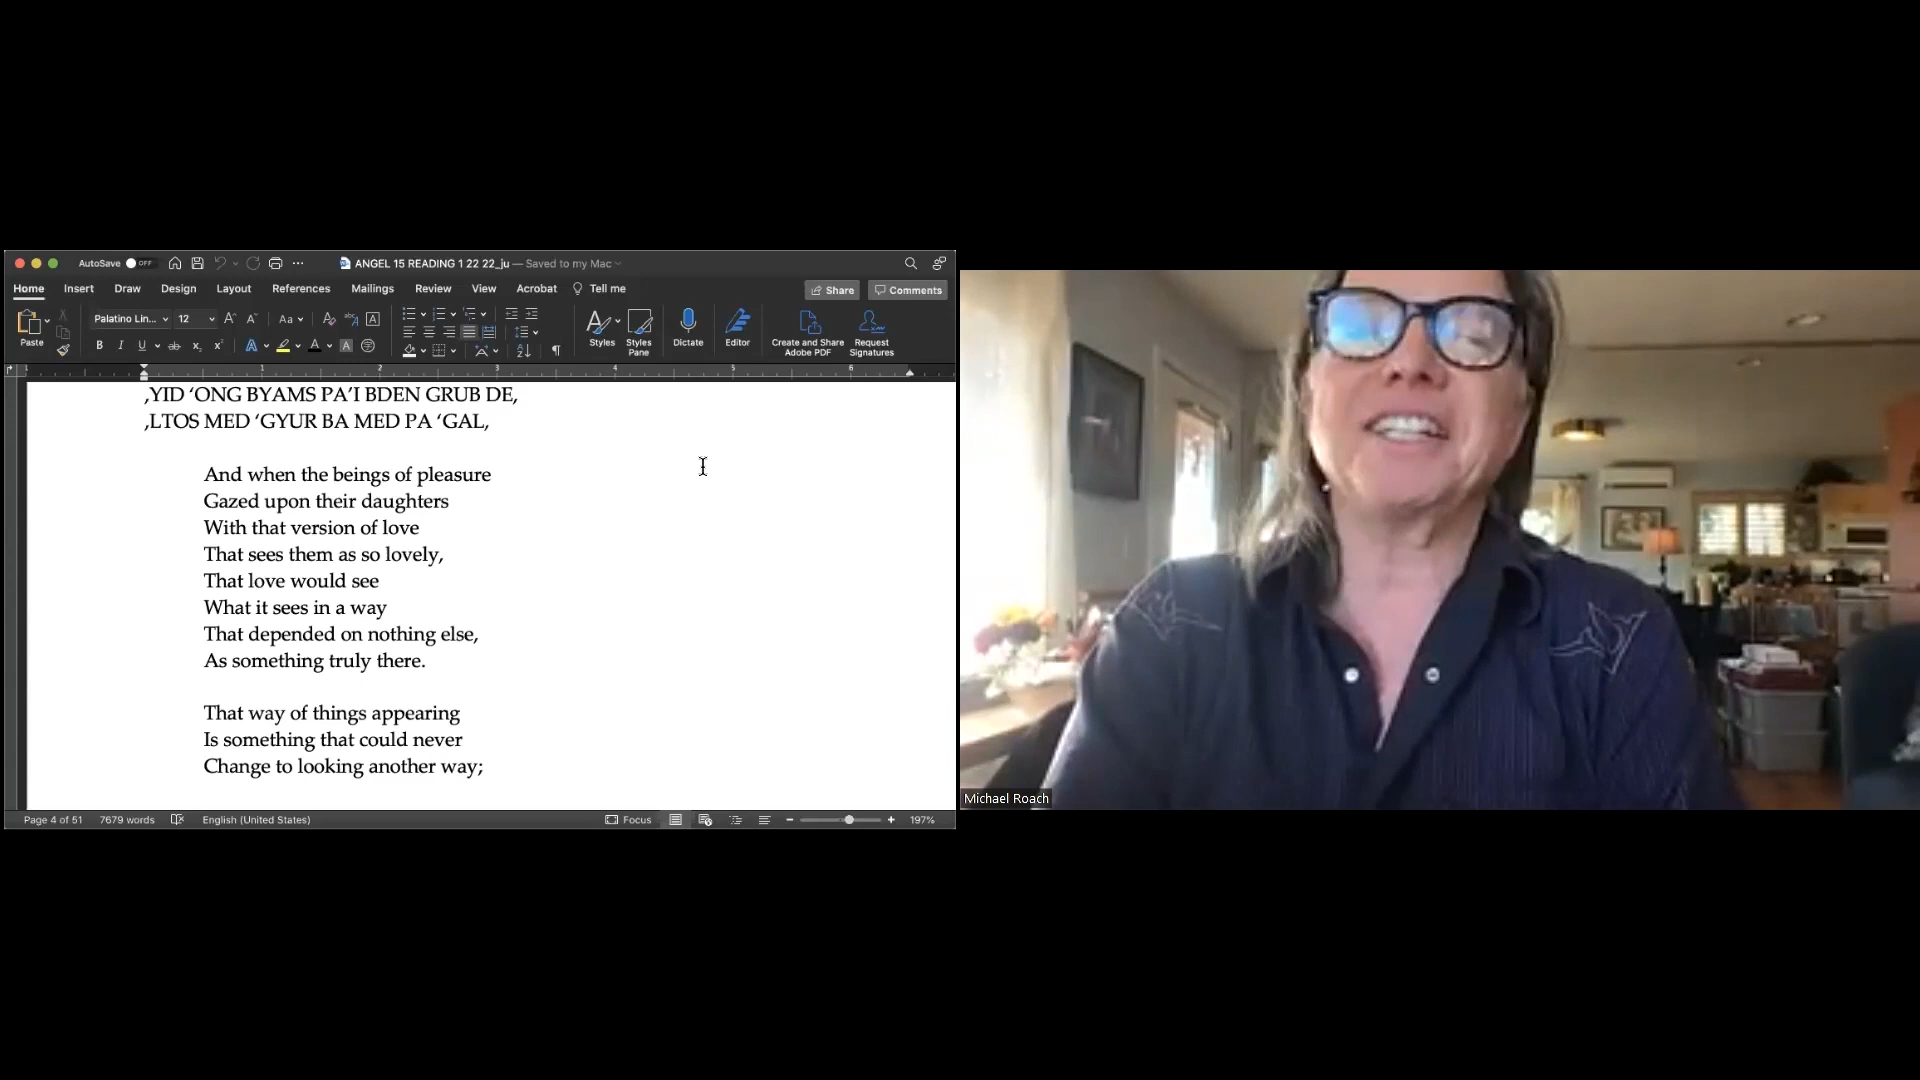 AutoSave OFF ANGEL 15 READING 1 22 22_ju — Saved to my Mac
Home Insert Draw Design Layout References Mailings Review View Acrobat Tell me Share Comments
Paste Palatino Lin... 12 Styles Styles Pane Dictate Editor Create and Share Adobe PDF Request Signatures
1 2 3 4 5 6
,YID ‘ONG BYAMS PA’I BDEN GRUB DE,
,LTOS MED ‘GYUR BA MED PA ‘GAL,
And when the beings of pleasure
Gazed upon their daughters
With that version of love
That sees them as so lovely,
That love would see
What it sees in a way
That depended on nothing else,
As something truly there.
That way of things appearing
Is something that could never
Change to looking another way;
Page 4 of 51 7679 words English (United States) Focus 197%
Michael Roach